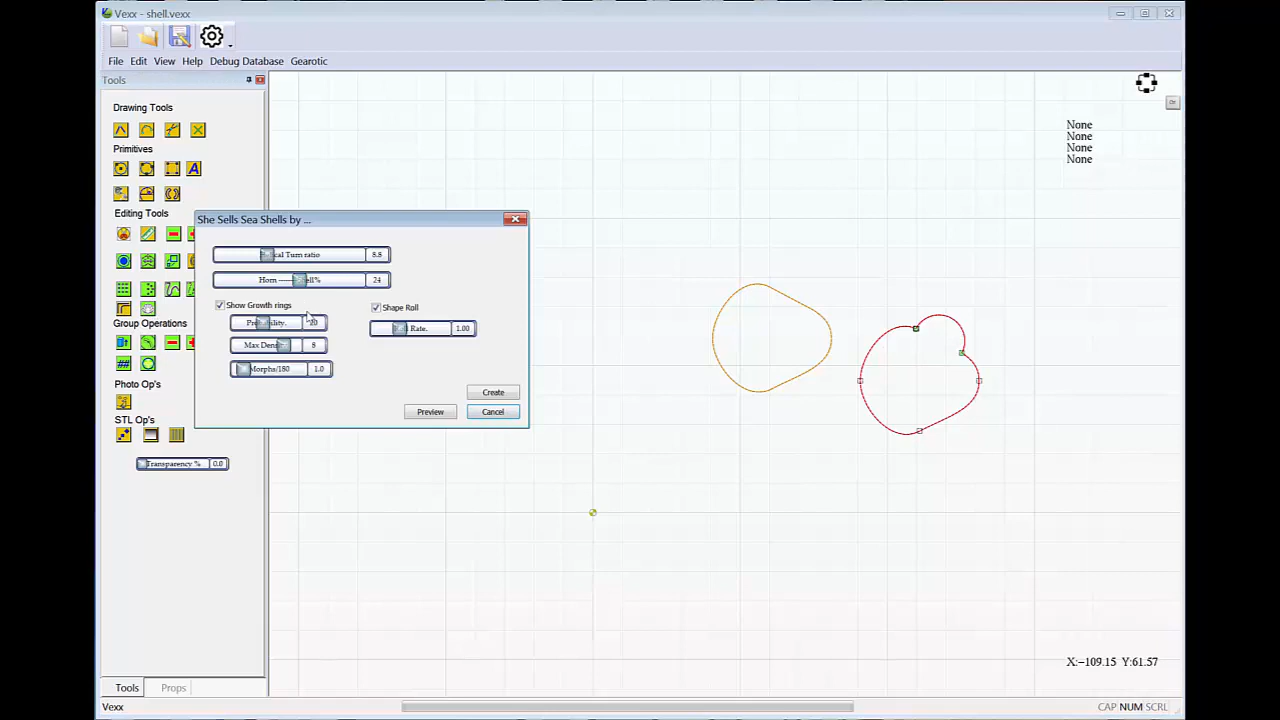 Vexx - shell.vexx
File Edit View Help Debug Database Gearotic
Tools
Drawing Tools
Primitives
A
Editing Tools
Group Operations
Photo Op's
STL Op's
Transparency % 0.0
Tools Props
She Sells Sea Shells by ...
Turn ratio 8.8
Horn 24
Show Growth rings
Shape Roll
Rate. 1.00
Max 8
Morphs/180 1.0
Create
Preview
Cancel
None
None
None
None
X:-109.15 Y:61.57
Vexx
CAP NUM SCRL